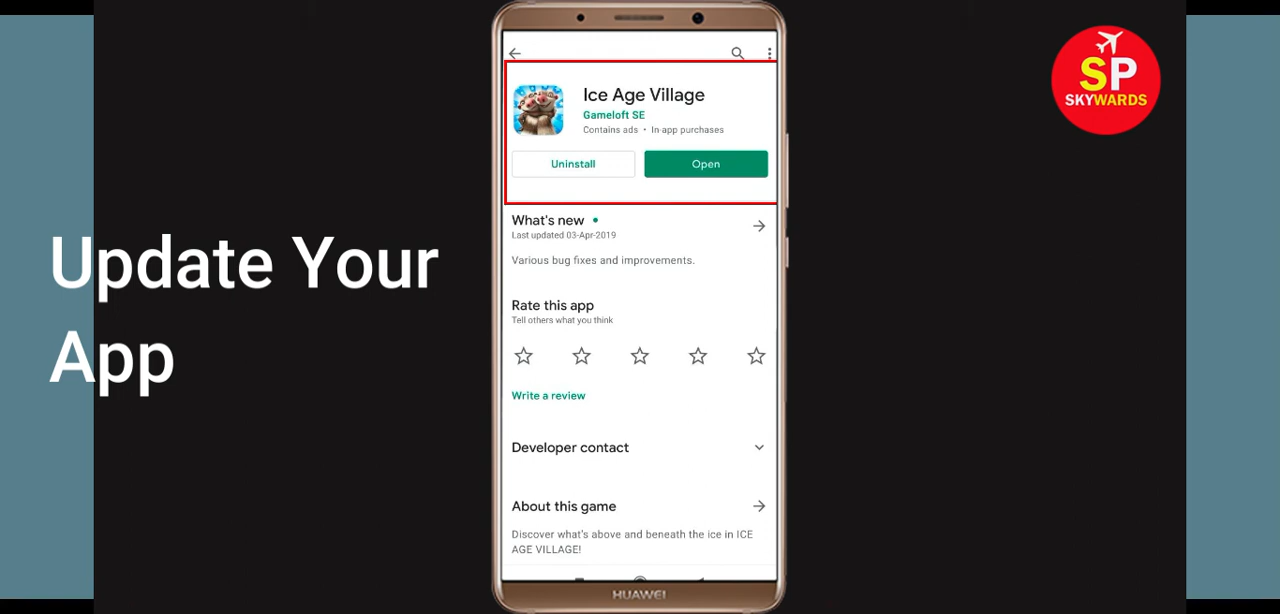 Update Your
App
SP
SKYWARDS
Ice Age Village
Gameloft SE
Contains ads • In-app purchases
Uninstall
Open
What's new •
Last updated 03-Apr-2019
Various bug fixes and improvements.
Rate this app
Tell others what you think
Write a review
Developer contact
About this game
Discover what's above and beneath the ice in ICE
AGE VILLAGE!
HUAWEI